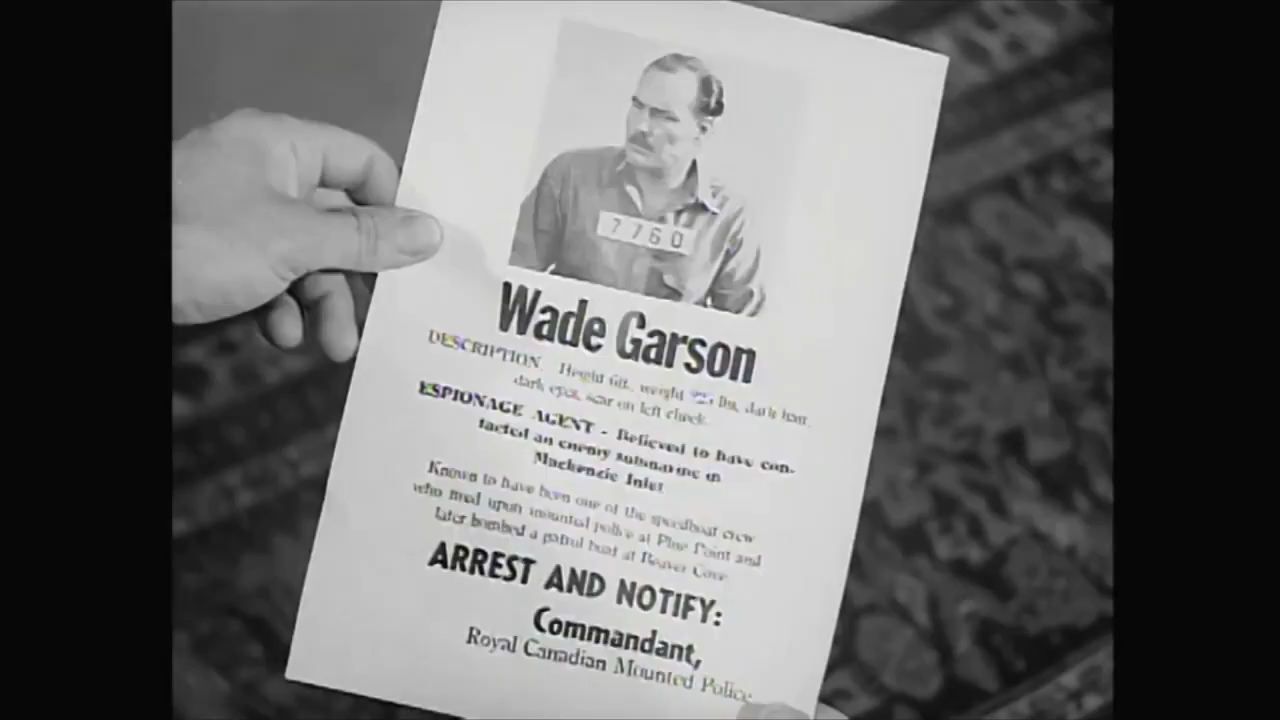 7760
Wade Garson
DESCRIPTION. Height 6ft., weight lbs, dark hair,
dark eyes, scar on left cheek.
ESPIONAGE AGENT - Believed to have con-
tacted an enemy submarine in
Mackenzie Inlet
Known to have been one of the speedboat crew
who fired upon mounted police at Pine Point and
later bombed a patrol boat at Beaver Cove
ARREST AND NOTIFY:
Commandant,
Royal Canadian Mounted Police